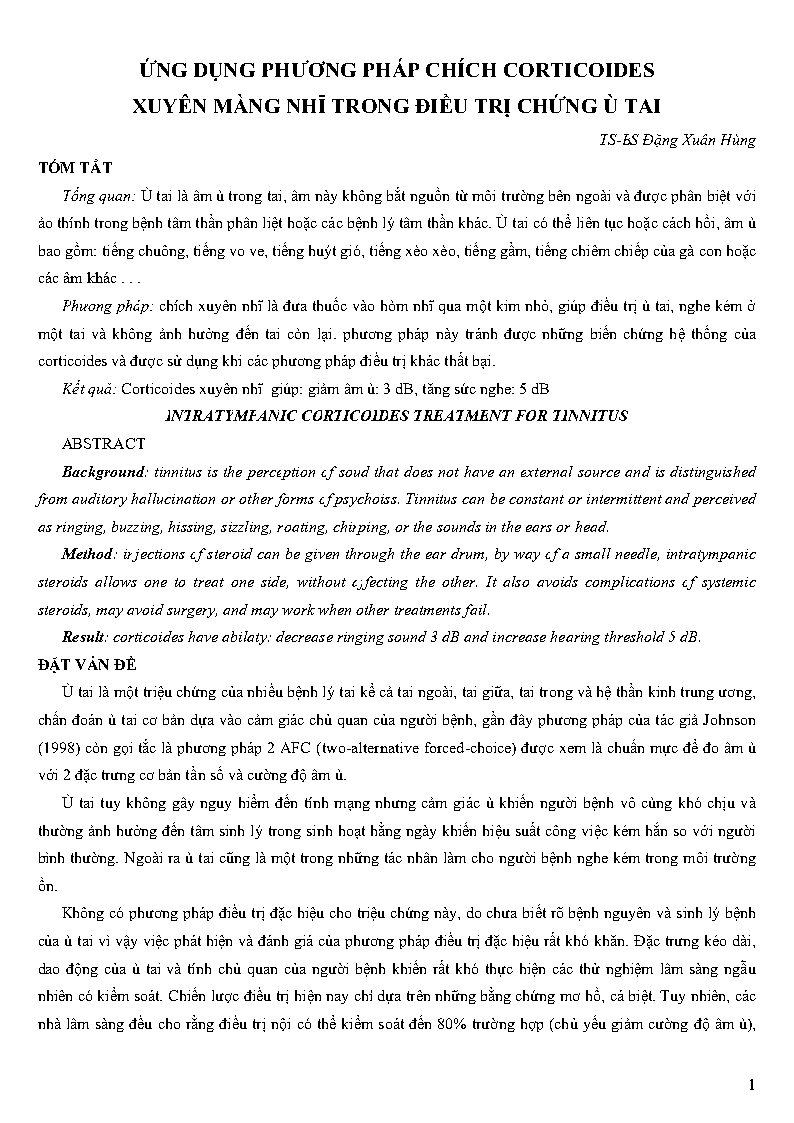 ỨNG DỤNG PHƯƠNG PHÁP CHÍCH CORTICOIDES
XUYÊN MÀNG NHĨ TRONG ĐIỀU TRỊ CHỨNG Ù TAI
TS-BS Đặng Xuân Hùng
TÓM TẮT
Tổng quan: Ù tai là âm ù trong tai, âm này không bắt nguồn từ môi trường bên ngoài và được phân biệt với
ảo thính trong bệnh tâm thần phân liệt hoặc các bệnh lý tâm thần khác. Ù tai có thể liên tục hoặc cách hồi, âm ù
bao gồm: tiếng chuông, tiếng vo ve, tiếng huýt gió, tiếng xèo xèo, tiếng gầm, tiếng chiêm chiếp của gà con hoặc
các âm khác . . .
Phương pháp: chích xuyên nhĩ là đưa thuốc vào hòm nhĩ qua một kim nhỏ, giúp điều trị ù tai, nghe kém ở
một tai và không ảnh hưởng đến tai còn lại. phương pháp này tránh được những biến chứng hệ thống của
corticoides và được sử dụng khi các phương pháp điều trị khác thất bại.
Kết quả: Corticoides xuyên nhĩ giúp: giảm âm ù: 3 dB, tăng sức nghe: 5 dB
INTRATYMPANIC CORTICOIDES TREATMENT FOR TINNITUS
ABSTRACT
Background: tinnitus is the perception of soud that does not have an external source and is distinguished
from auditory hallucination or other forms of psychoiss. Tinnitus can be constant or intermittent and perceived
as ringing, buzzing, hissing, sizzling, roating, chirping, or the sounds in the ears or head.
Method: injections of steroid can be given through the ear drum, by way of a small needle, intratympanic
steroids allows one to treat one side, without affecting the other. It also avoids complications of systemic
steroids, may avoid surgery, and may work when other treatments fail.
Result: corticoides have abilaty: decrease ringing sound 3 dB and increase hearing threshold 5 dB.
ĐẶT VẤN ĐỀ
Ù tai là một triệu chứng của nhiều bệnh lý tai kể cả tai ngoài, tai giữa, tai trong và hệ thần kinh trung ương,
chẩn đoán ù tai cơ bản dựa vào cảm giác chủ quan của người bệnh, gần đây phương pháp của tác giả Johnson
(1998) còn gọi tắc là phương pháp 2 AFC (two-alternative forced-choice) được xem là chuẩn mực để đo âm ù
với 2 đặc trưng cơ bản tần số và cường độ âm ù.
Ù tai tuy không gây nguy hiểm đến tính mạng nhưng cảm giác ù khiến người bệnh vô cùng khó chịu và
thường ảnh hưởng đến tâm sinh lý trong sinh hoạt hằng ngày khiến hiệu suất công việc kém hẳn so với người
bình thường. Ngoài ra ù tai cũng là một trong những tác nhân làm cho người bệnh nghe kém trong môi trường
ồn.
Không có phương pháp điều trị đặc hiệu cho triệu chứng này, do chưa biết rõ bệnh nguyên và sinh lý bệnh
của ù tai vì vậy việc phát hiện và đánh giá của phương pháp điều trị đặc hiệu rất khó khăn. Đặc trưng kéo dài,
dao động của ù tai và tính chủ quan của người bệnh khiến rất khó thực hiện các thử nghiệm lâm sàng ngẫu
nhiên có kiểm soát. Chiến lược điều trị hiện nay chỉ dựa trên những bằng chứng mơ hồ, cá biệt. Tuy nhiên, các
nhà lâm sàng đều cho rằng điều trị nội có thể kiểm soát đến 80% trường hợp (chủ yếu giảm cường độ âm ù),
1